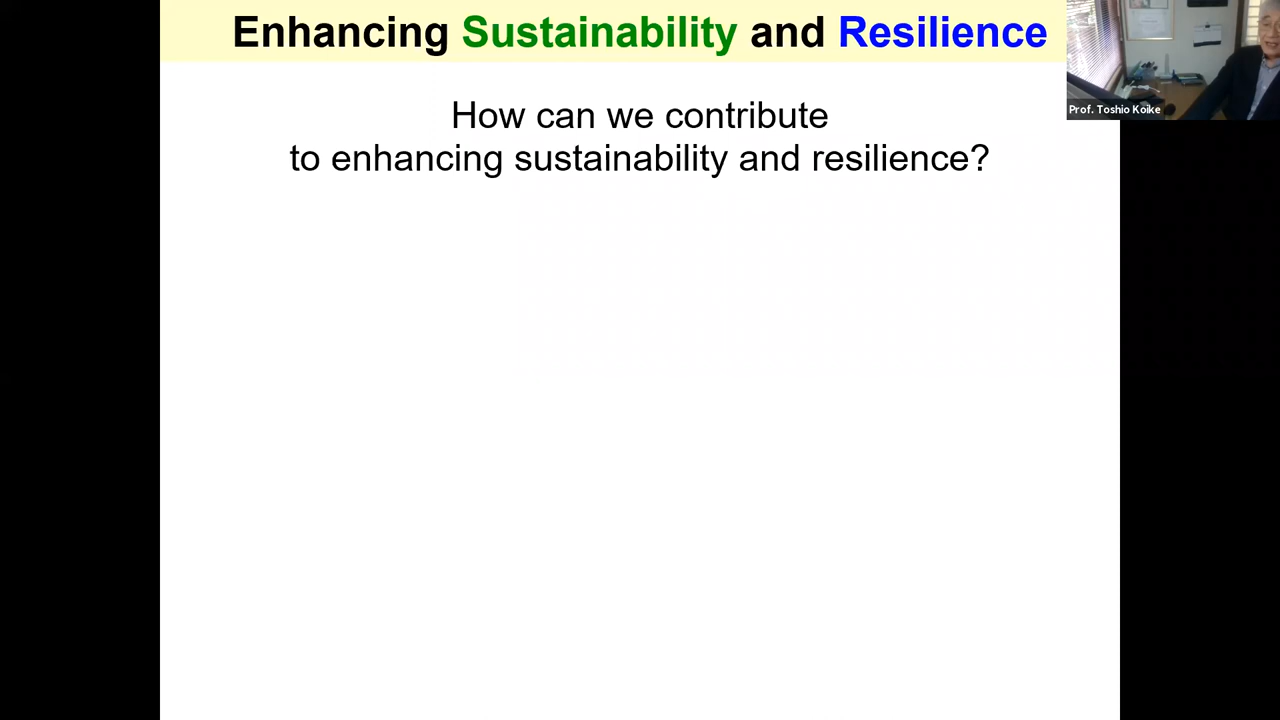 Enhancing Sustainability and Resilience
Prof. Toshio Koike
How can we contribute
to enhancing sustainability and resilience?